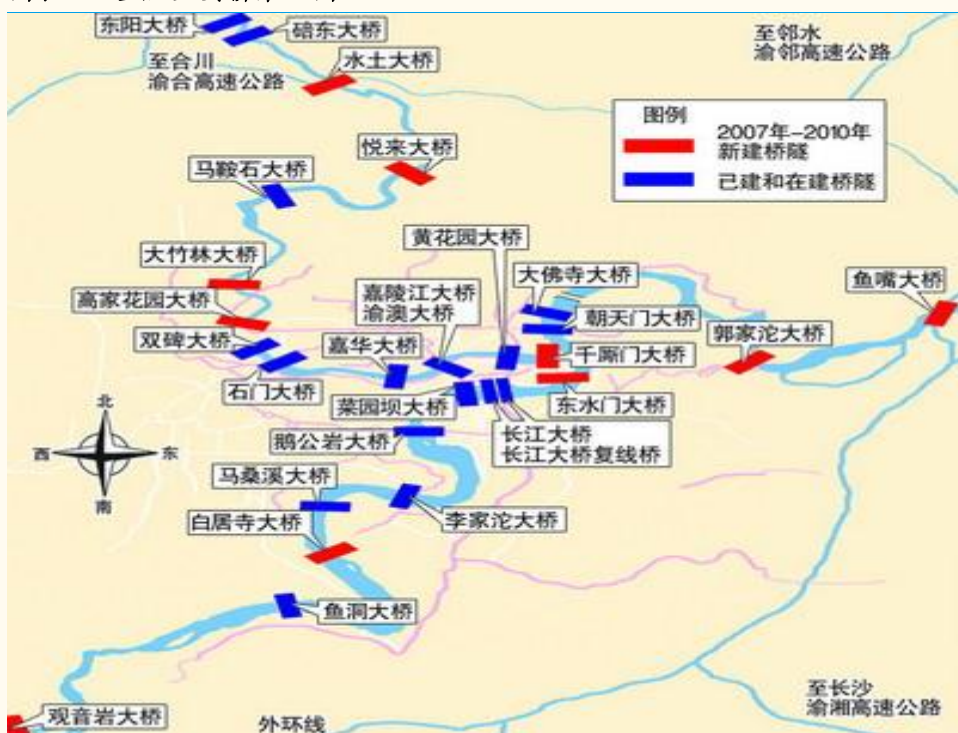 东阳大桥
碚东大桥
至合川
渝合高速公路
水土大桥
至邻水
渝邻高速公路
图例
2007年-2010年
新建桥隧
已建和在建桥隧
悦来大桥
马鞍石大桥
黄花园大桥
大竹林大桥
大佛寺大桥
鱼嘴大桥
高家花园大桥
嘉陵江大桥
渝澳大桥
朝天门大桥
郭家沱大桥
双碑大桥
嘉华大桥
千厮门大桥
石门大桥
菜园坝大桥
东水门大桥
北
西
东
南
鹅公岩大桥
长江大桥
长江大桥复线桥
马桑溪大桥
白居寺大桥
李家沱大桥
鱼洞大桥
至长沙
渝湘高速公路
观音岩大桥
外环线